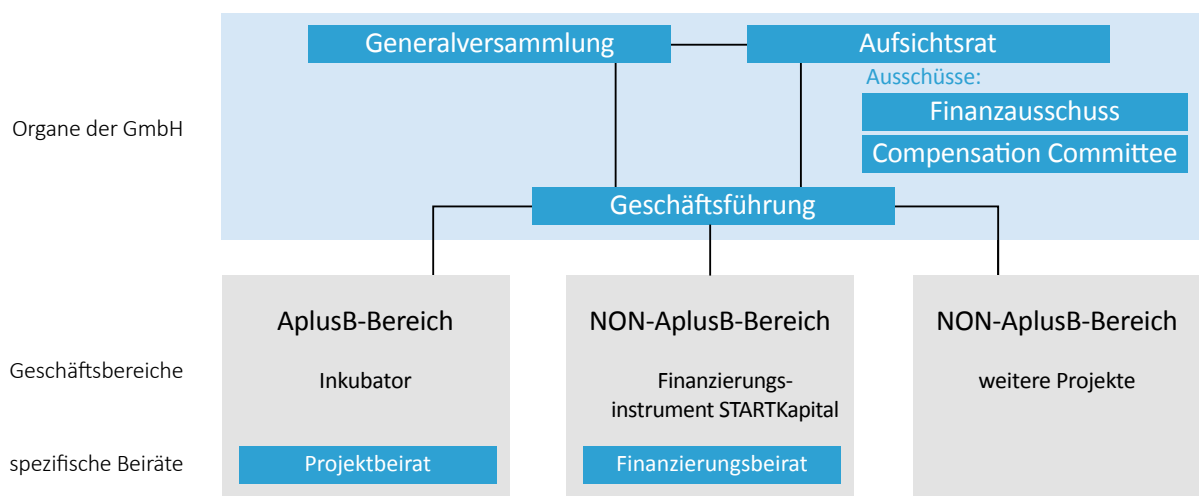 Generalversammlung
Aufsichtsrat
Ausschüsse:
Organe der GmbH
Finanzausschuss
Compensation Committee
Geschäftsführung
AplusB-Bereich
NON-AplusB-Bereich
NON-AplusB-Bereich
Geschäftsbereiche
Inkubator
Finanzierungs-
instrument STARTKapital
weitere Projekte
spezifische Beiräte
Projektbeirat
Finanzierungsbeirat